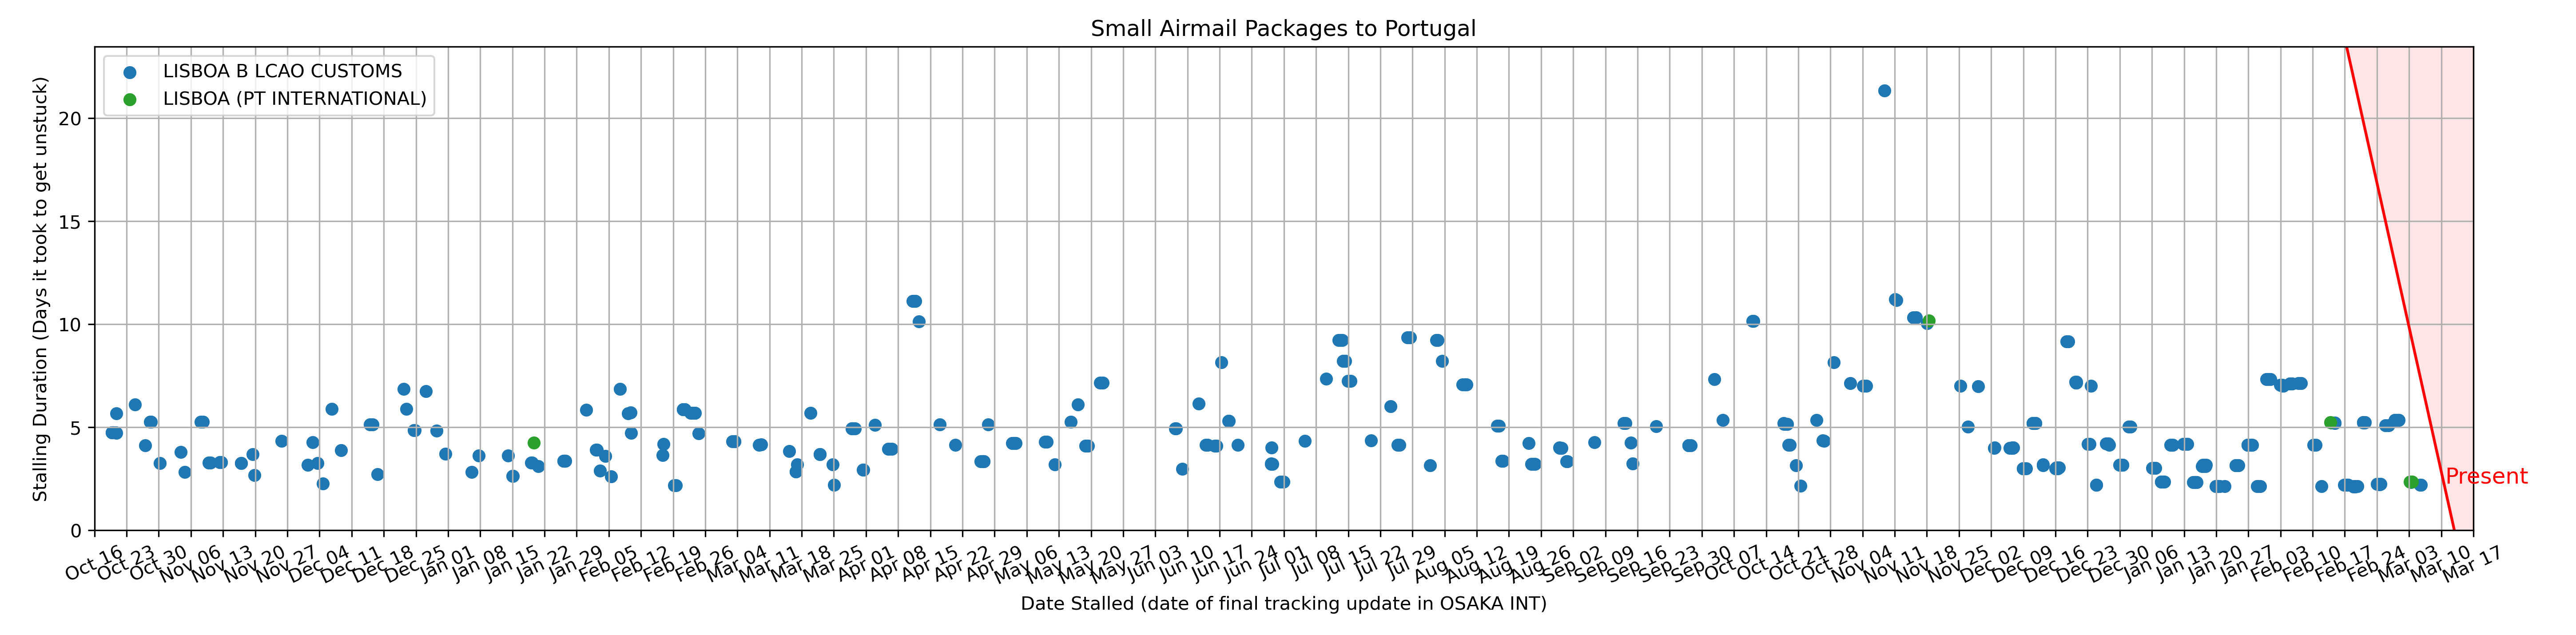 Small Airmail Packages to Portugal
LISBOA B LCAO CUSTOMS
LISBOA (PT INTERNATIONAL)
Stalling Duration (Days it took to get unstuck)
20
15
10
5
0
Present
Oct 16
Oct 23
Oct 30
Nov 06
Nov 13
Nov 20
Nov 27
Dec 04
Dec 11
Dec 18
Dec 25
Jan 01
Jan 08
Jan 15
Jan 22
Jan 29
Feb 05
Feb 12
Feb 19
Feb 26
Mar 04
Mar 11
Mar 18
Mar 25
Apr 01
Apr 08
Apr 15
Apr 22
Apr 29
May 06
May 13
May 20
May 27
Jun 03
Jun 10
Jun 17
Jun 24
Jul 01
Jul 08
Jul 15
Jul 22
Jul 29
Aug 05
Aug 12
Aug 19
Aug 26
Sep 02
Sep 09
Sep 16
Sep 23
Sep 30
Oct 07
Oct 14
Oct 21
Oct 28
Nov 04
Nov 11
Nov 18
Nov 25
Dec 02
Dec 09
Dec 16
Dec 23
Dec 30
Jan 06
Jan 13
Jan 20
Jan 27
Feb 03
Feb 10
Feb 17
Feb 24
Mar 03
Mar 10
Mar 17
Date Stalled (date of final tracking update in OSAKA INT)